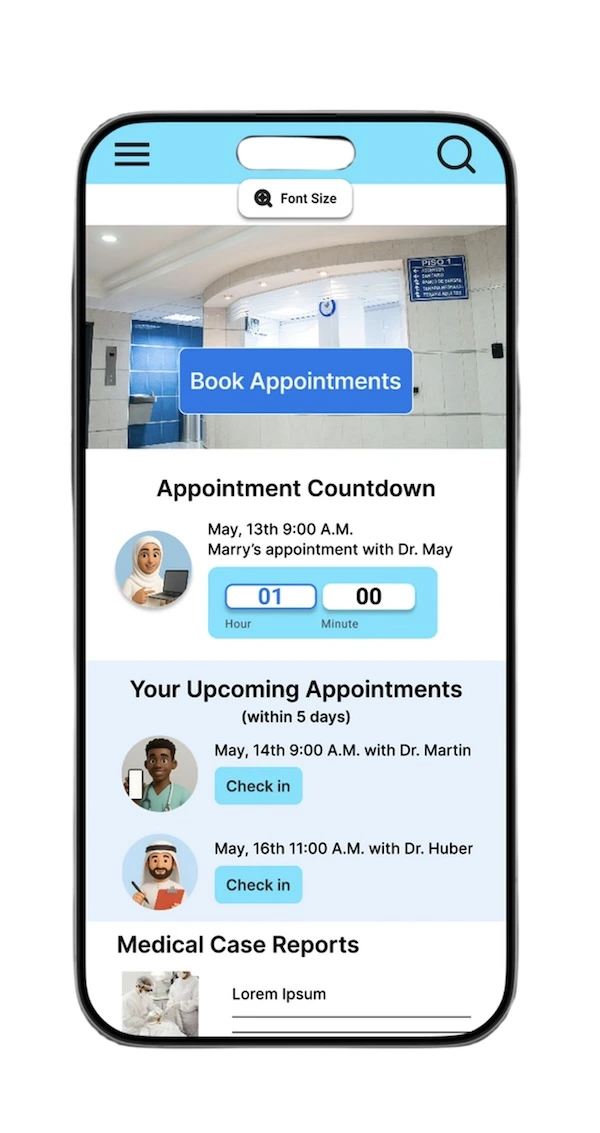 Font Size
PISO 1
Book Appointments
Appointment Countdown
May, 13th 9:00 A.M.
Marry’s appointment with Dr. May
01 00
Hour Minute
Your Upcoming Appointments
(within 5 days)
May, 14th 9:00 A.M. with Dr. Martin
Check in
May, 16th 11:00 A.M. with Dr. Huber
Check in
Medical Case Reports
Lorem Ipsum